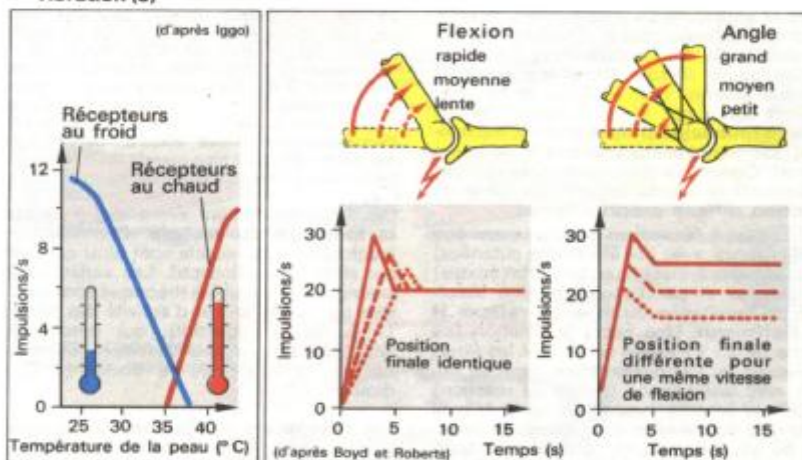 (d'après Iggo)
Récepteurs
au froid
Récepteurs
au chaud
12
8
4
0
Impulsions/s
25 30 35 40
Température de la peau (°C)
Flexion
rapide
moyenne
lente
30
20
10
0
Impulsions/s
Position
finale identique
0 5 10 15
(d'après Boyd et Roberts)
Temps (s)
Angle
grand
moyen
petit
30
20
10
0
Impulsions/s
Position finale
différente pour
une même vitesse
de flexion
0 5 10 15
Temps (s)